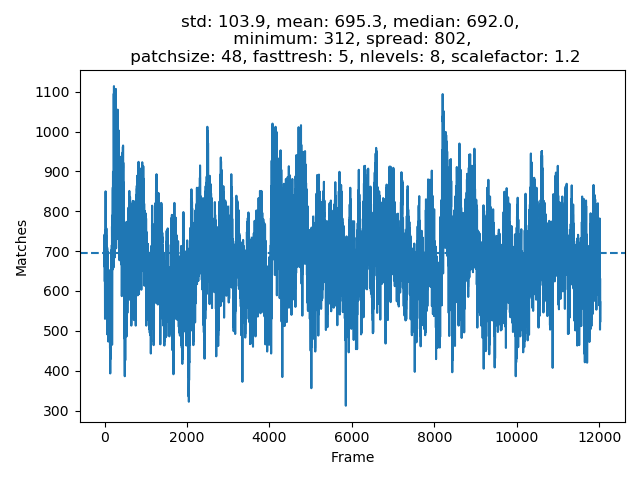 std: 103.9, mean: 695.3, median: 692.0,
minimum: 312, spread: 802,
patchsize: 48, fasttresh: 5, nlevels: 8, scalefactor: 1.2
1100
1000
900
800
700
600
500
400
300
Matches
0 2000 4000 6000 8000 10000 12000
Frame